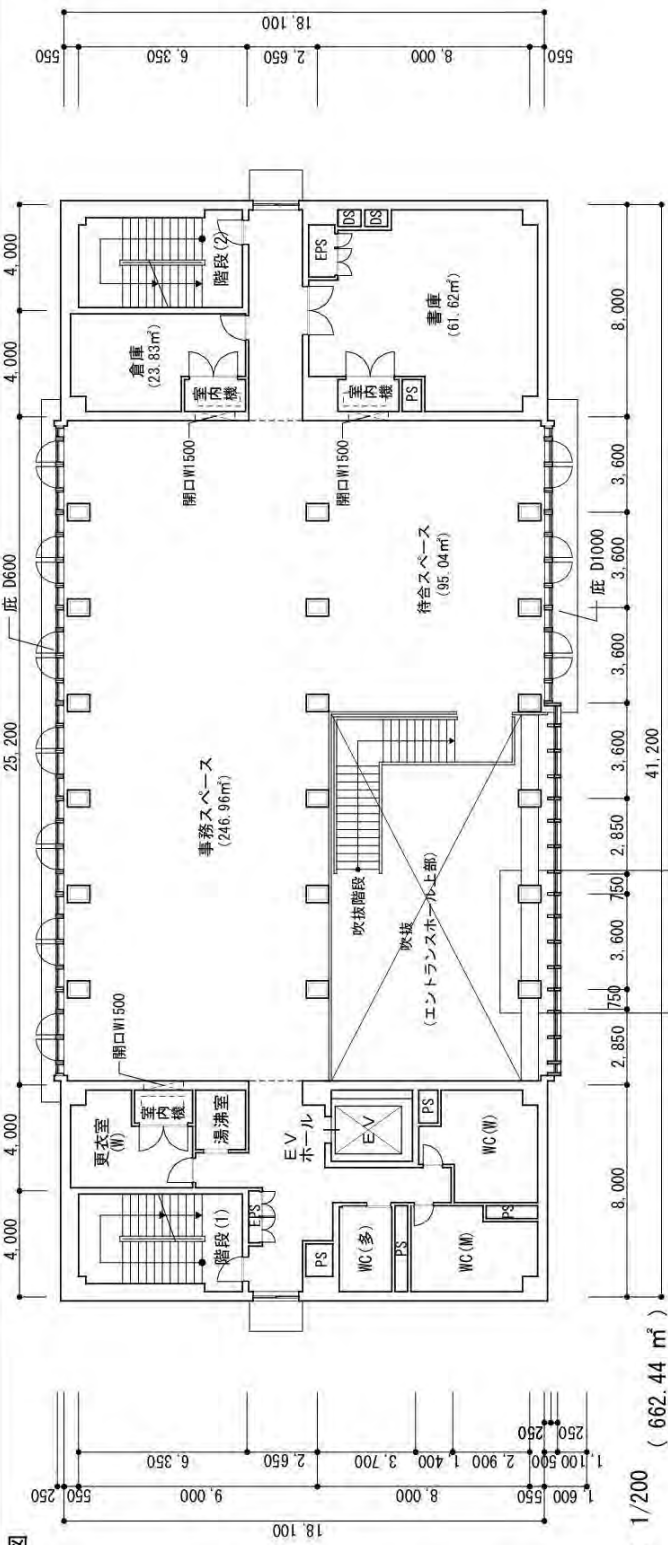 図
18,100
550
6,350
2,650
8,000
550
4,000
4,000
25,200
4,000
4,000
庇 D600
階段(2)
倉庫
(23.83㎡)
室内機
開口W1500
EPS
DS
DS
書庫
(61.62㎡)
室内機
PS
開口W1500
待合スペース
(95.04㎡)
庇 D1000
事務スペース
(246.96㎡)
吹抜階段
吹抜
(エントランスホール上部)
開口W1500
更衣室
(W)
室内機
湯沸室
階段(1)
EPS
EV
ホール
EV
PS
PS
WC(多)
PS
WC(W)
WC(M)
PS
8,000
2,850
750
3,600
750
2,850
3,600
3,600
3,600
3,600
8,000
41,200
250
550
6,350
2,650
3,700
1,400
2,900
250
250
9,000
8,000
550
500
1,100
1,600
18,100
1/200
( 662.44 ㎡ )